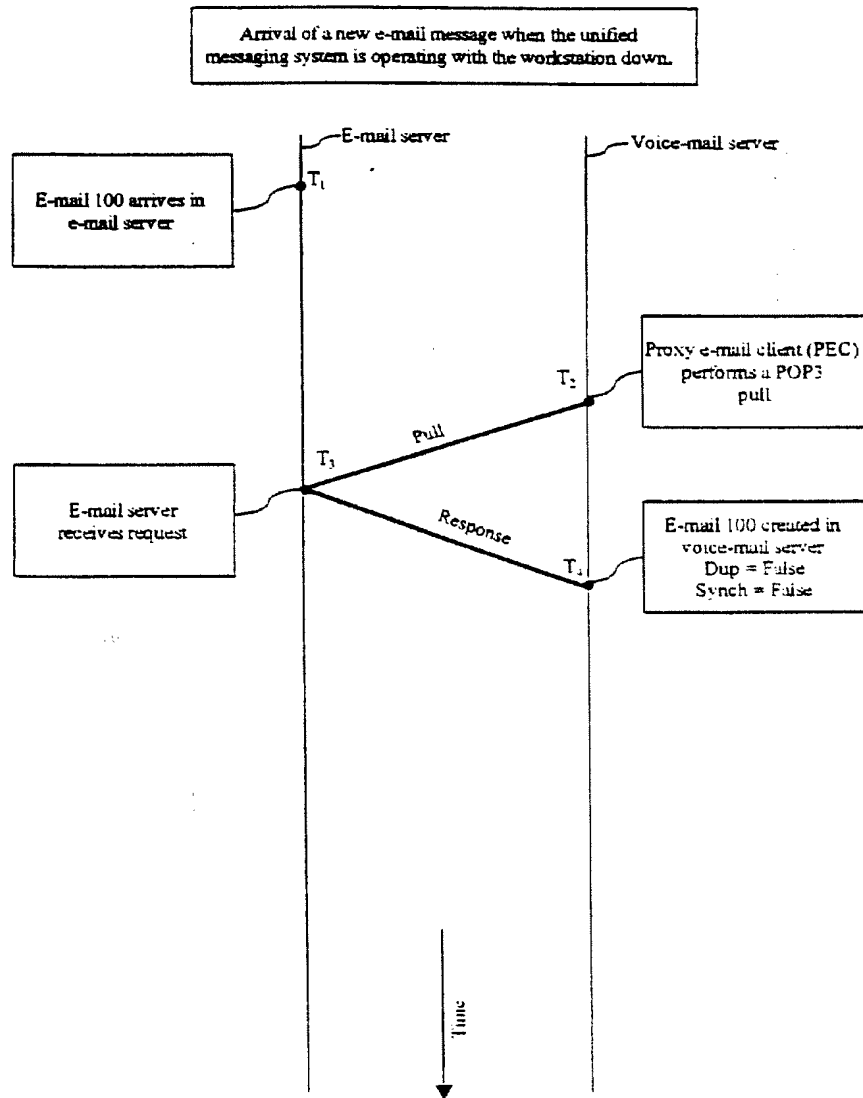 Arrival of a new e-mail message when the unified
messaging system is operating with the workstation down.
E-mail server
Voice-mail server
E-mail 100 arrives in
e-mail server
T1
Proxy e-mail client (PEC)
performs a POP3
pull
T2
Pull
T3
E-mail server
receives request
Response
E-mail 100 created in
voice-mail server
Dup = False
Synch = False
T4
Time